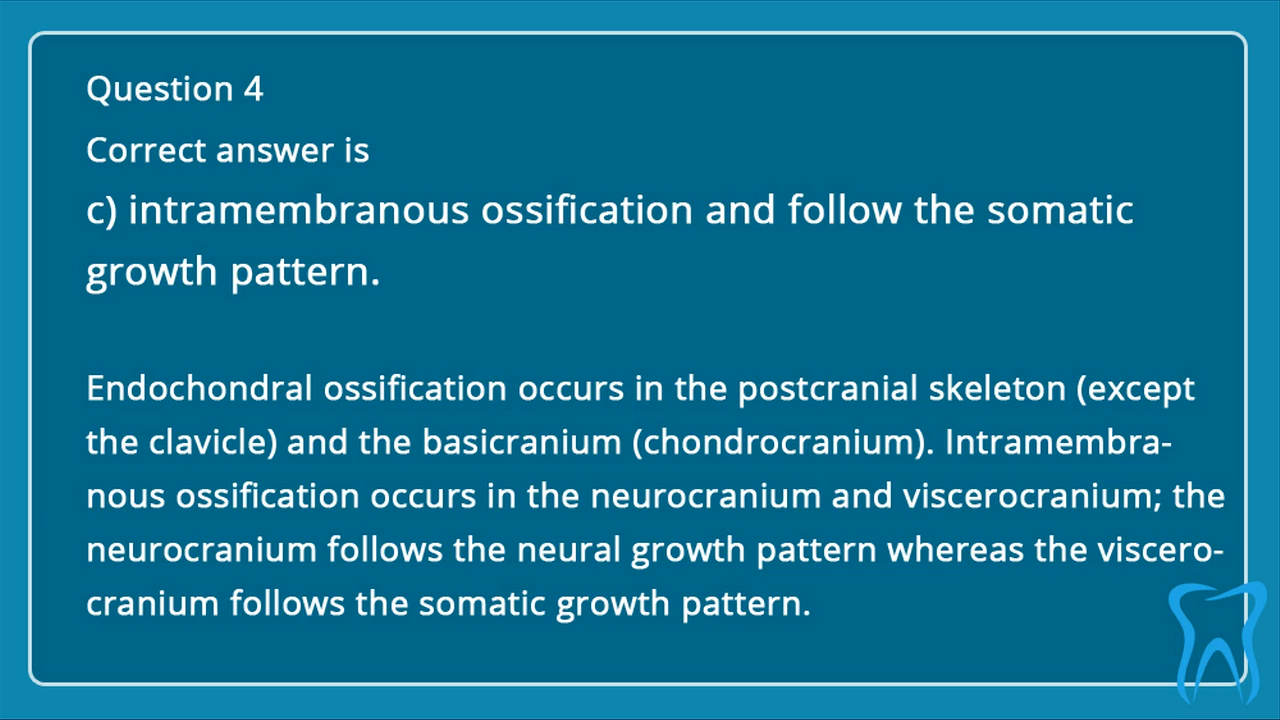 Question 4
Correct answer is
c) intramembranous ossification and follow the somatic
growth pattern.
Endochondral ossification occurs in the postcranial skeleton (except
the clavicle) and the basicranium (chondrocranium). Intramembra-
nous ossification occurs in the neurocranium and viscerocranium; the
neurocranium follows the neural growth pattern whereas the viscero-
cranium follows the somatic growth pattern.